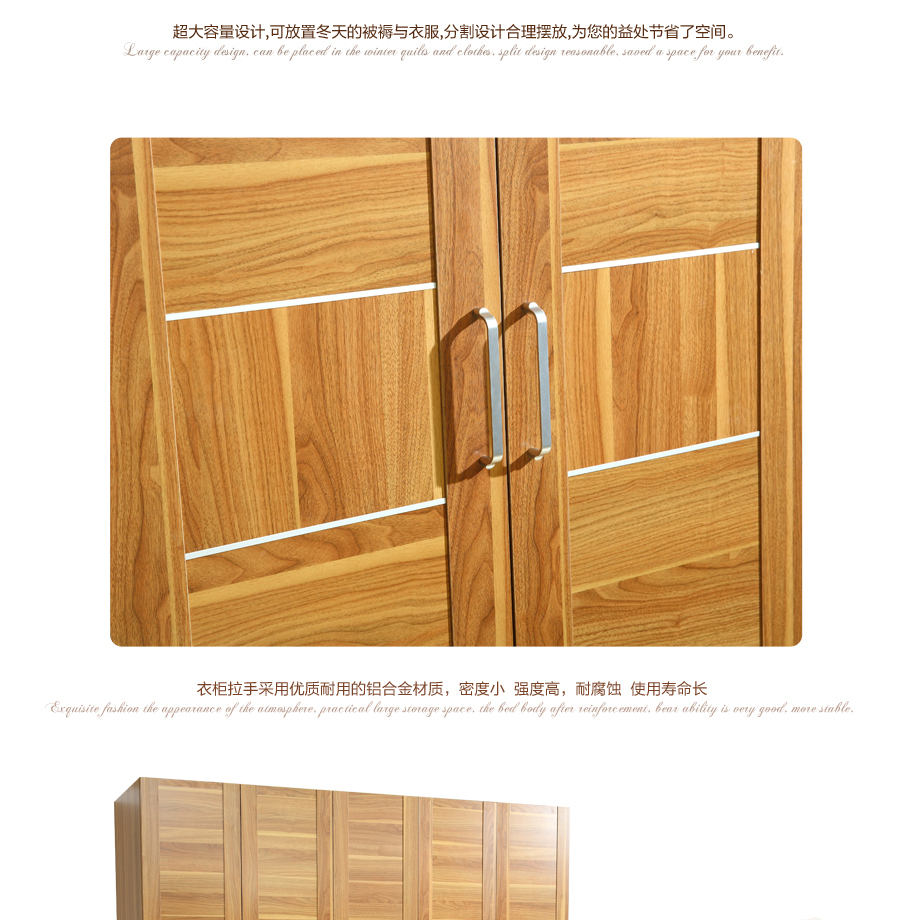 超大容量设计,可放置冬天的被褥与衣服,分割设计合理摆放,为您的益处节省了空间。
Large capacity design, can be placed in the winter quilts and clothes, split design reasonable, saved a space for your benefit.
衣柜拉手采用优质耐用的铝合金材质，密度小 强度高，耐腐蚀 使用寿命长
Exquisite fashion the appearance of the atmosphere, practical large storage space, the bed body after reinforcement, bear ability is very good, more stable.